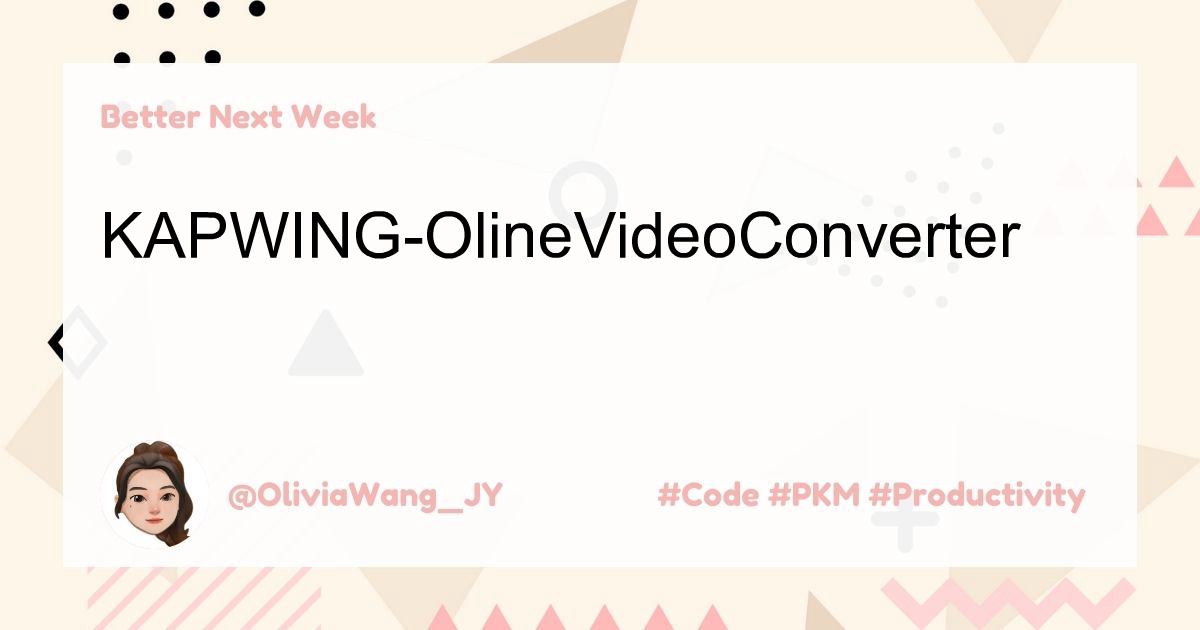 Better Next Week
KAPWING-OlineVideoConverter
@OliviaWang_JY #Code #PKM #Productivity